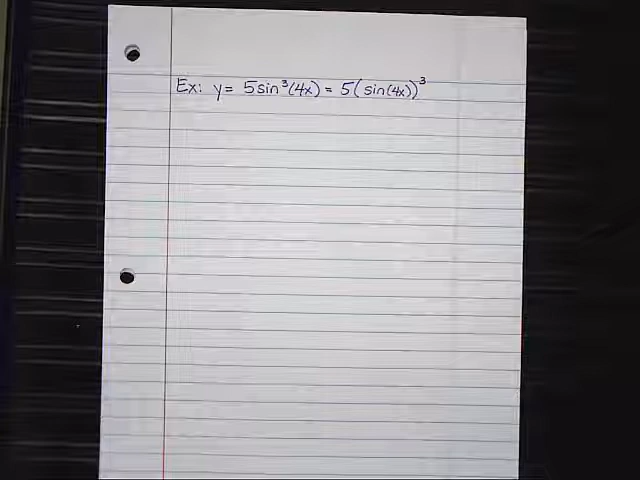 Ex: y = 5sin³(4x) = 5(sin(4x))³